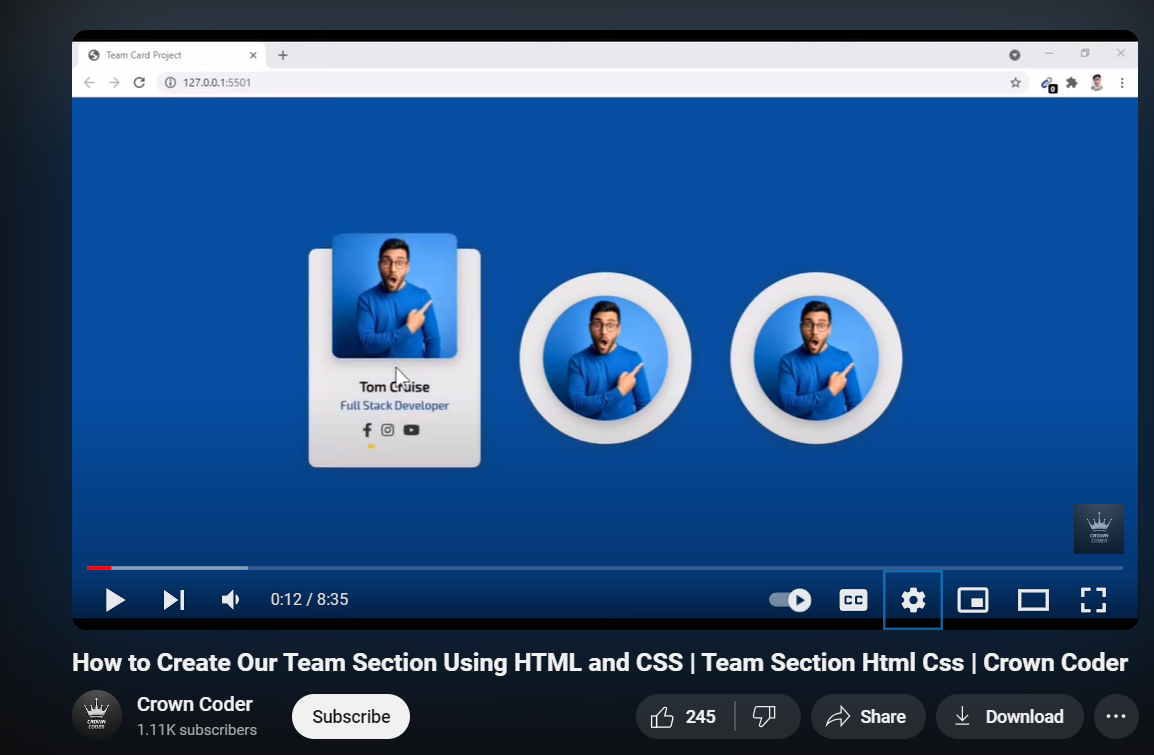 Team Card Project
127.0.0.1:5501
0
Tom Cruise
Full Stack Developer
CROWN
CODER
0:12 / 8:35
CC
How to Create Our Team Section Using HTML and CSS | Team Section Html Css | Crown Coder
CROWN
CODER
Crown Coder
1.11K subscribers
Subscribe
245
Share
Download